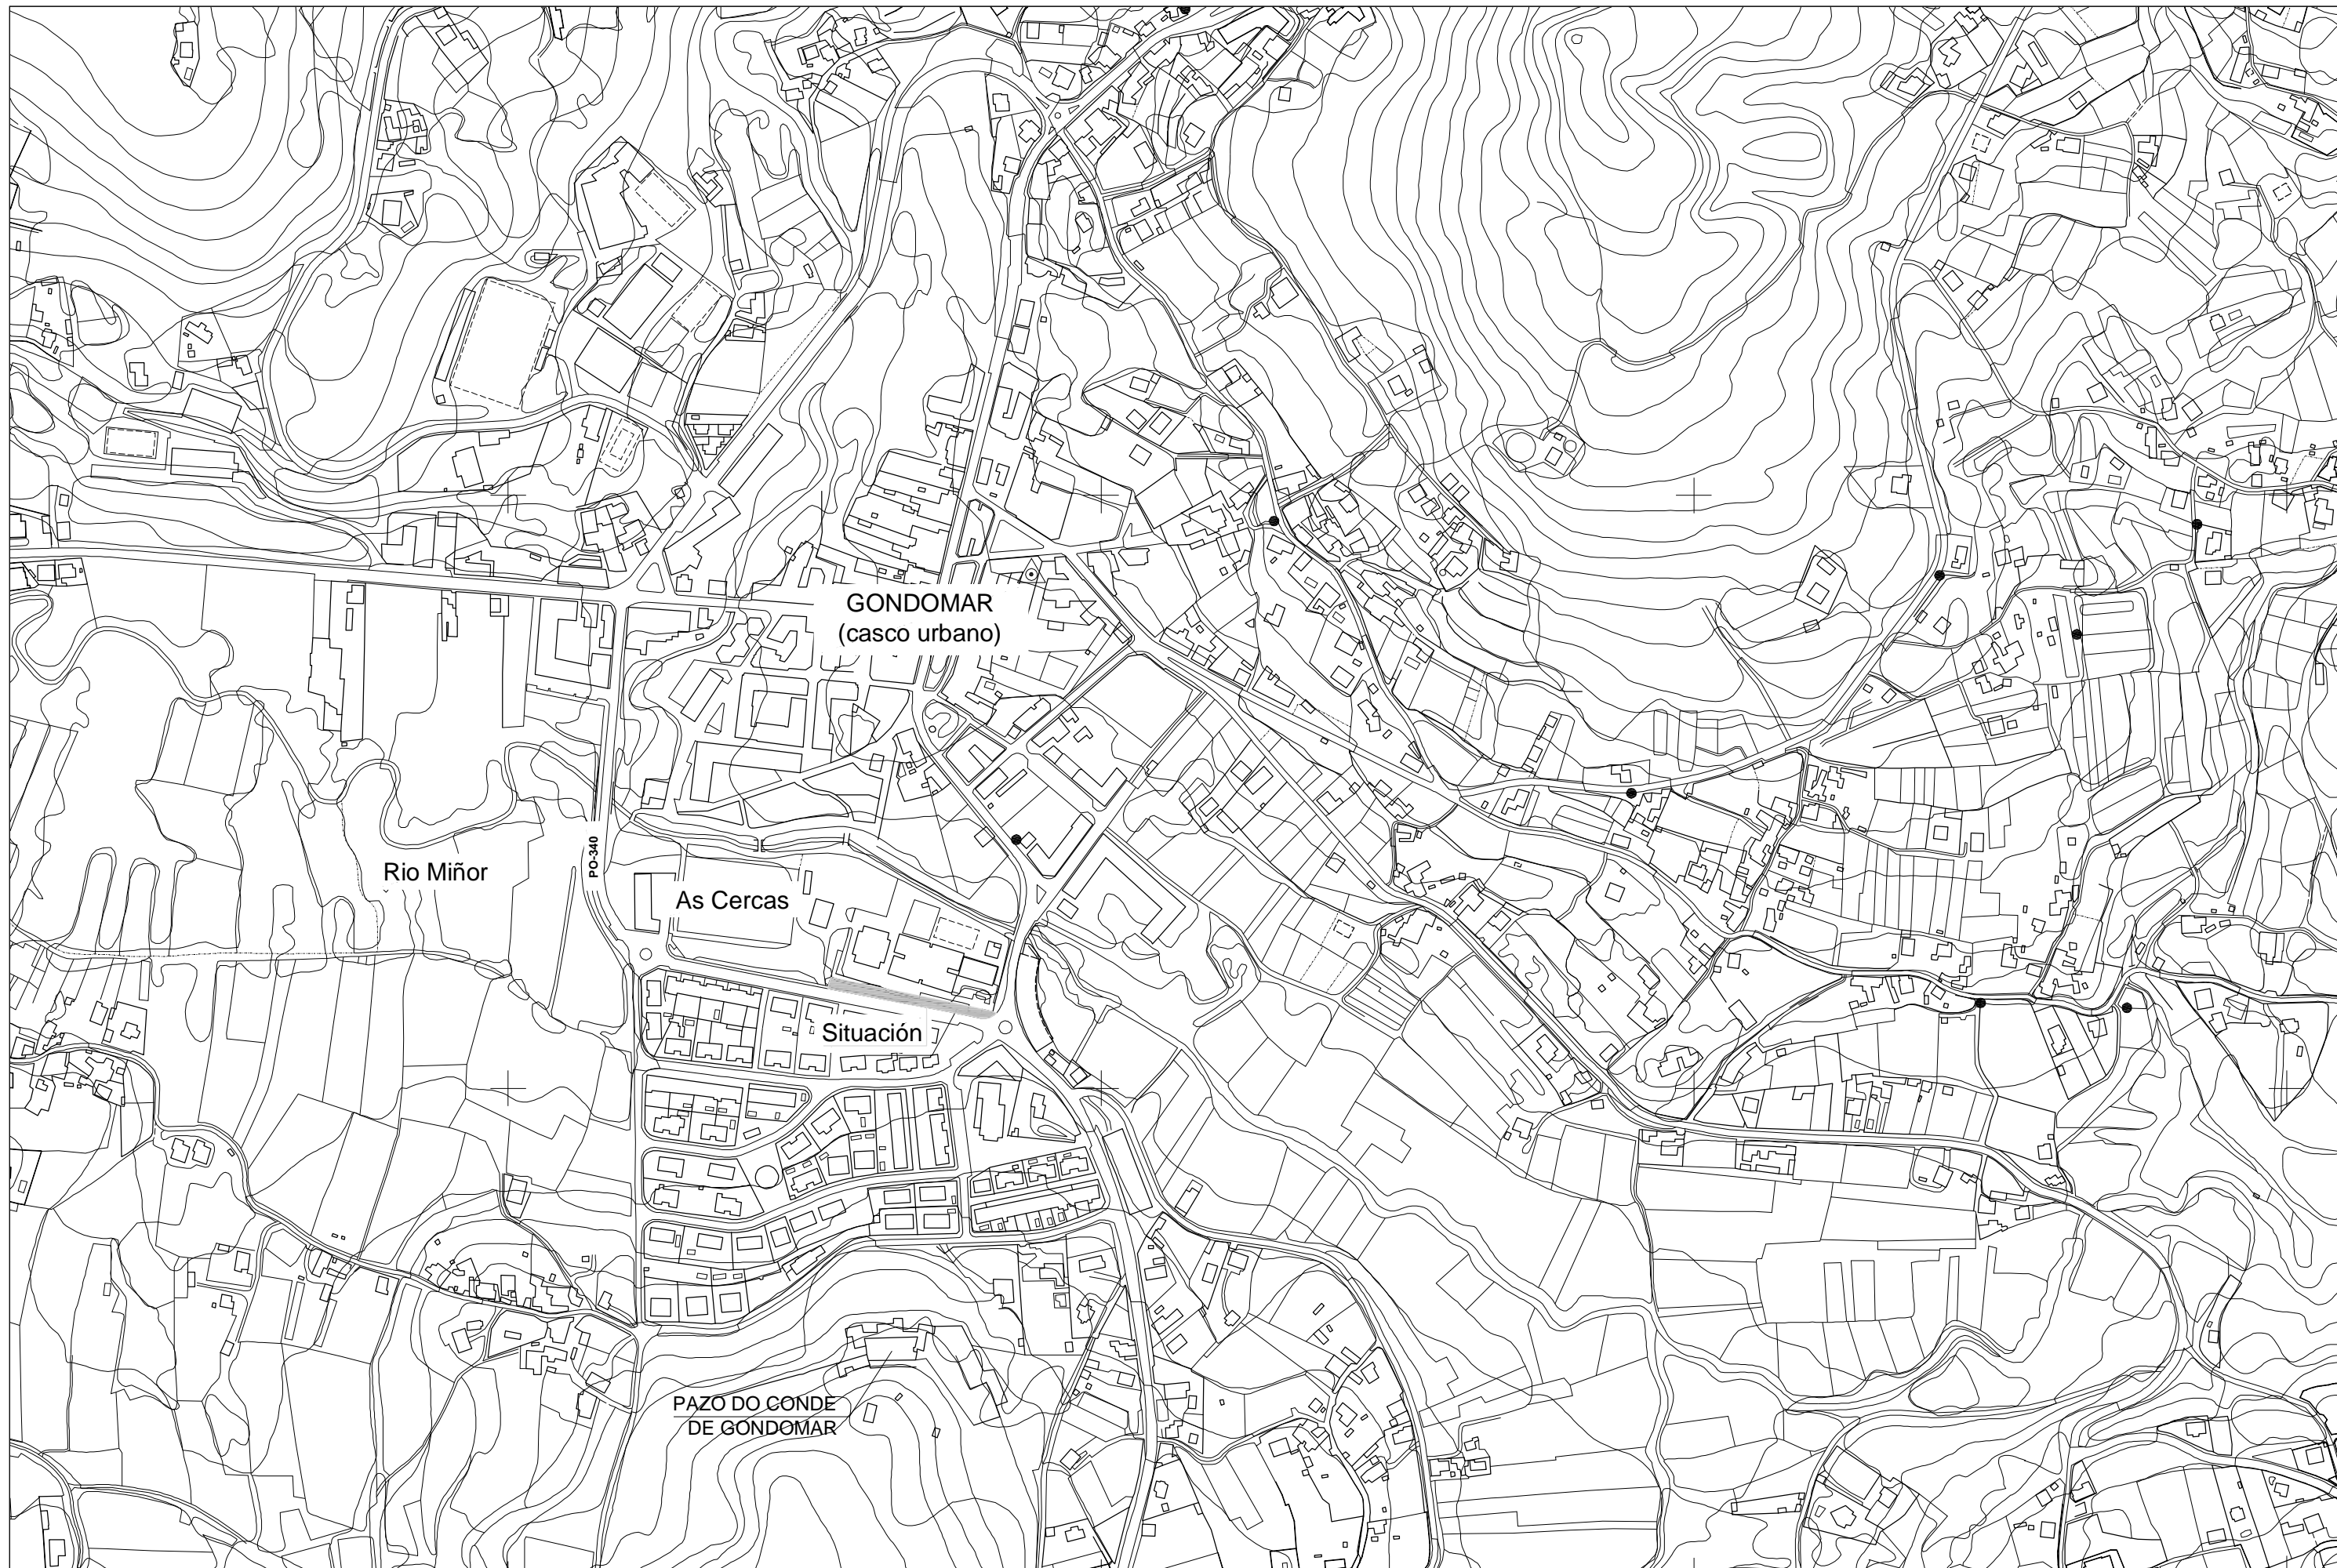 GONDOMAR
(casco urbano)
PO-340
Rio Miñor
As Cercas
Situación
PAZO DO CONDE
DE GONDOMAR